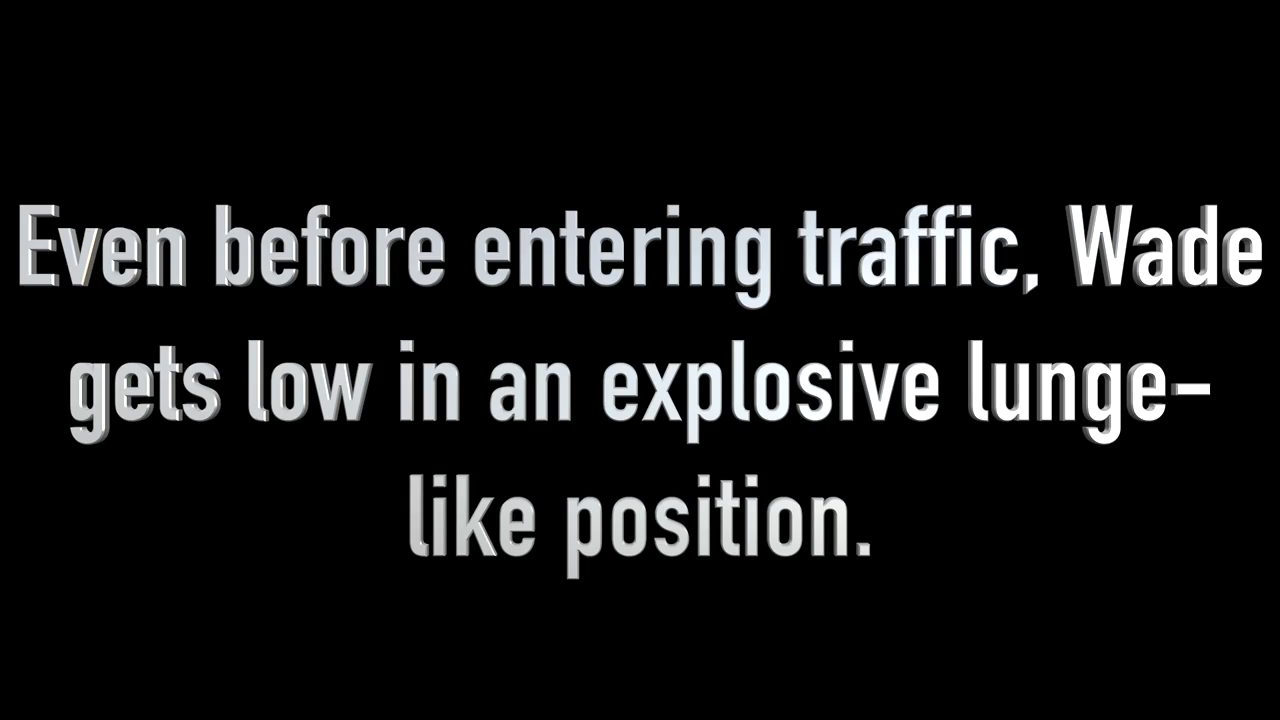 Even before entering traffic, Wade
gets low in an explosive lunge-
like position.